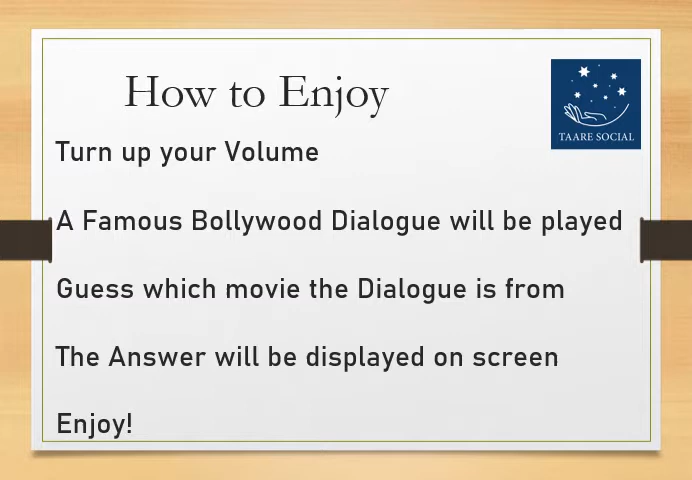 How to Enjoy
TAARE SOCIAL
Turn up your Volume
A Famous Bollywood Dialogue will be played
Guess which movie the Dialogue is from
The Answer will be displayed on screen
Enjoy!